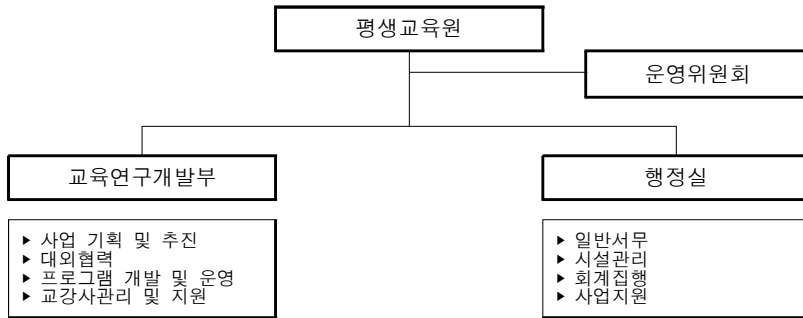 평생교육원
운영위원회
교육연구개발부
행정실
▶ 사업 기획 및 추진
▶ 대외협력
▶ 프로그램 개발 및 운영
▶ 교강사관리 및 지원
▶ 일반서무
▶ 시설관리
▶ 회계집행
▶ 사업지원